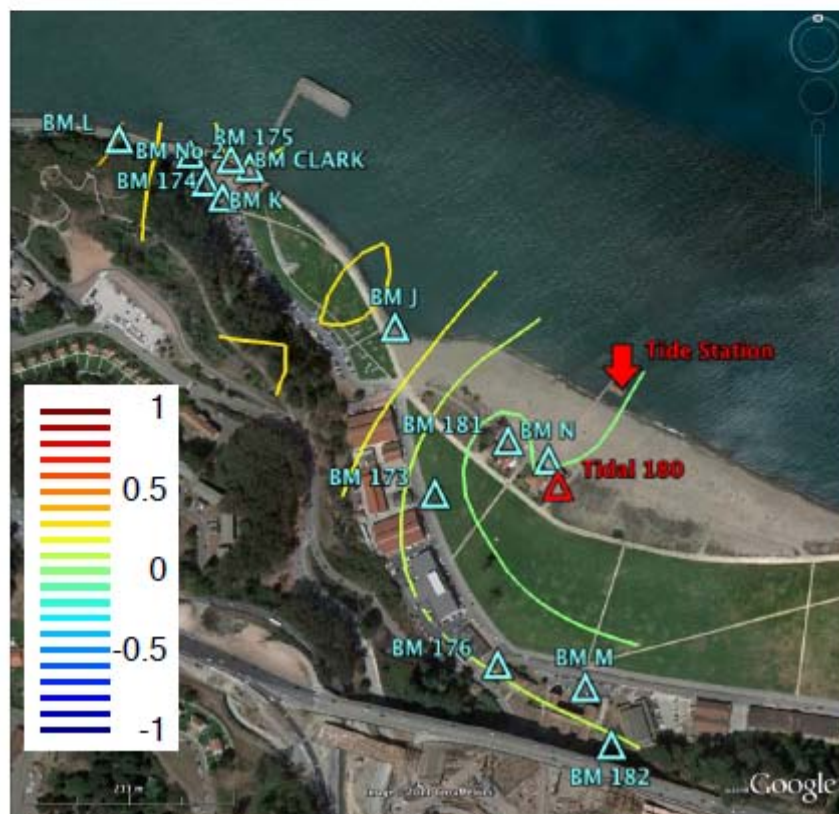 BM L
BM 175
BM No 2
BM CLARK
BM 174
BM K
BM J
Tide Station
BM 181
BM N
BM 173
Tidal 180
1
0.5
0
-0.5
-1
BM 176
BM M
BM 182
Google